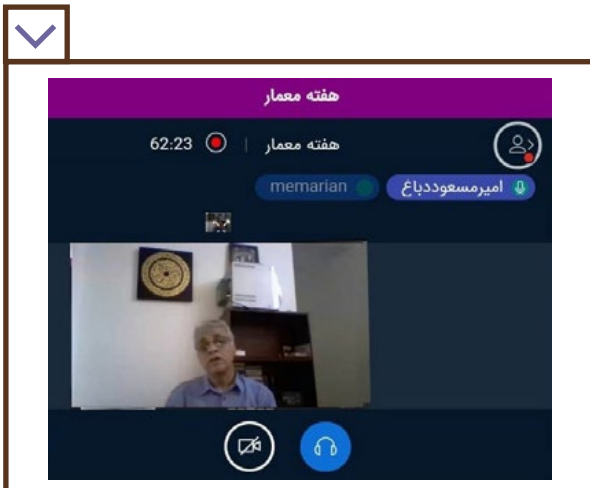 هفته معمار
هفته معمار | 62:23
امیرمسعوددباغ memarian